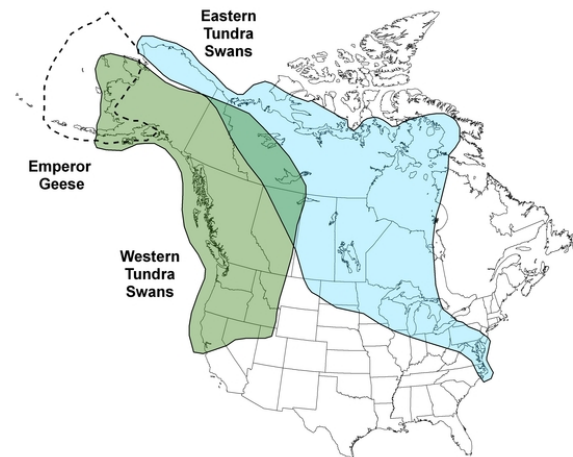 Eastern
Tundra
Swans
Emperor
Geese
Western
Tundra
Swans